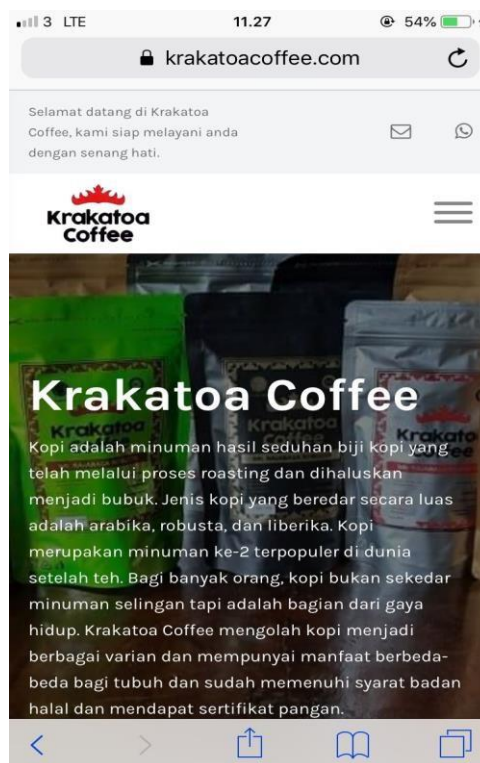 3 LTE 11.27 54%
krakatoacoffee.com
Selamat datang di Krakatoa
Coffee, kami siap melayani anda
dengan senang hati.
Krakatoa
Coffee
Krakatoa Coffee
Kopi adalah minuman hasil seduhan biji kopi yang
telah melalui proses roasting dan dihaluskan
menjadi bubuk. Jenis kopi yang beredar secara luas
adalah arabika, robusta, dan liberika. Kopi
merupakan minuman ke-2 terpopuler di dunia
setelah teh. Bagi banyak orang, kopi bukan sekedar
minuman selingan tapi adalah bagian dari gaya
hidup. Krakatoa Coffee mengolah kopi menjadi
berbagai varian dan mempunyai manfaat berbeda-
beda bagi tubuh dan sudah memenuhi syarat badan
halal dan mendapat sertifikat pangan.